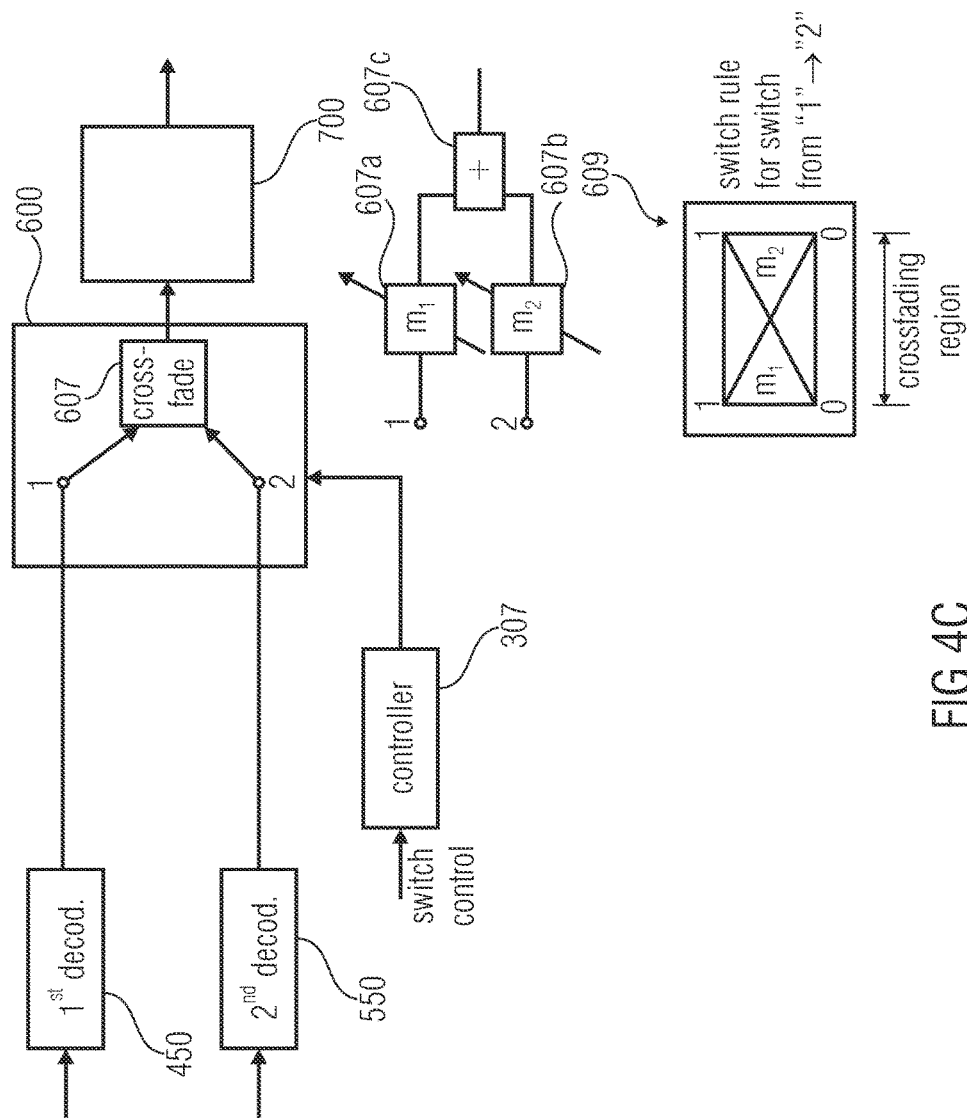 600
700
607
cross-
fade
1
2
1st decod.
450
2nd decod.
550
controller
307
switch
control
607a
607b
607c
m1
m2
+
1
2
609
1
1
m1
m2
0
0
crossfading
region
switch rule
for switch
from "1"→"2"
FIG 4C